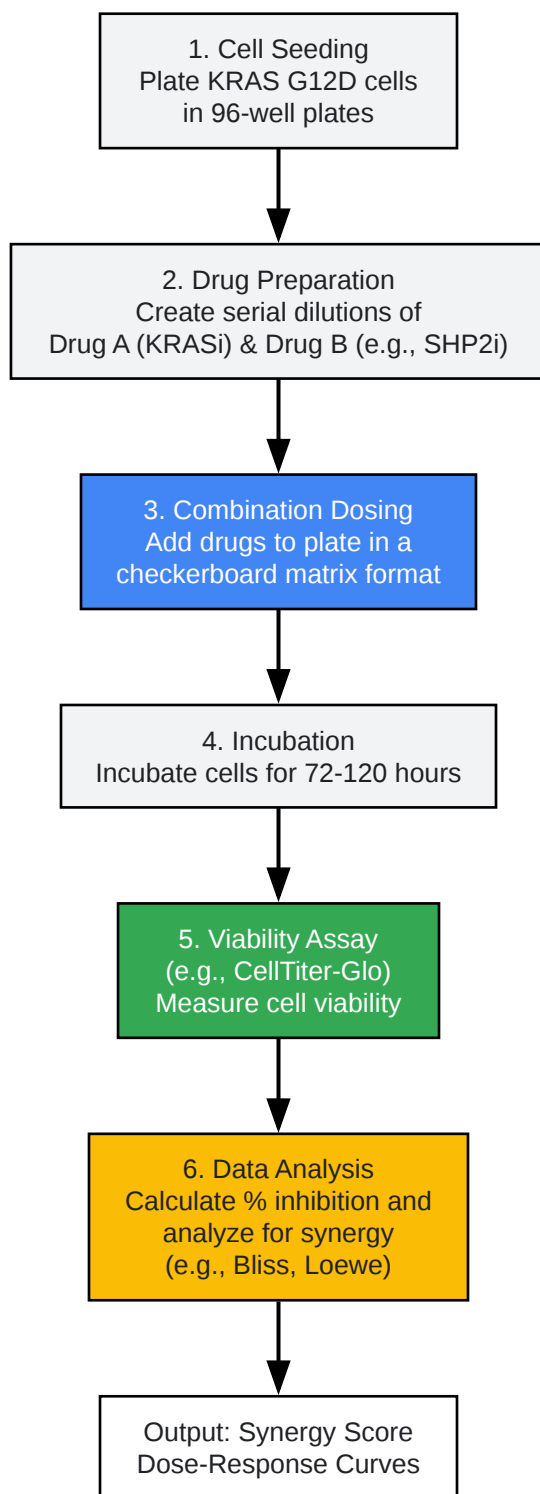 1. Cell Seeding
Plate KRAS G12D cells
in 96-well plates
2. Drug Preparation
Create serial dilutions of
Drug A (KRASi) & Drug B (e.g., SHP2i)
3. Combination Dosing
Add drugs to plate in a
checkerboard matrix format
4. Incubation
Incubate cells for 72-120 hours
5. Viability Assay
(e.g., CellTiter-Glo)
Measure cell viability
6. Data Analysis
Calculate % inhibition and
analyze for synergy
(e.g., Bliss, Loewe)
Output: Synergy Score
Dose-Response Curves